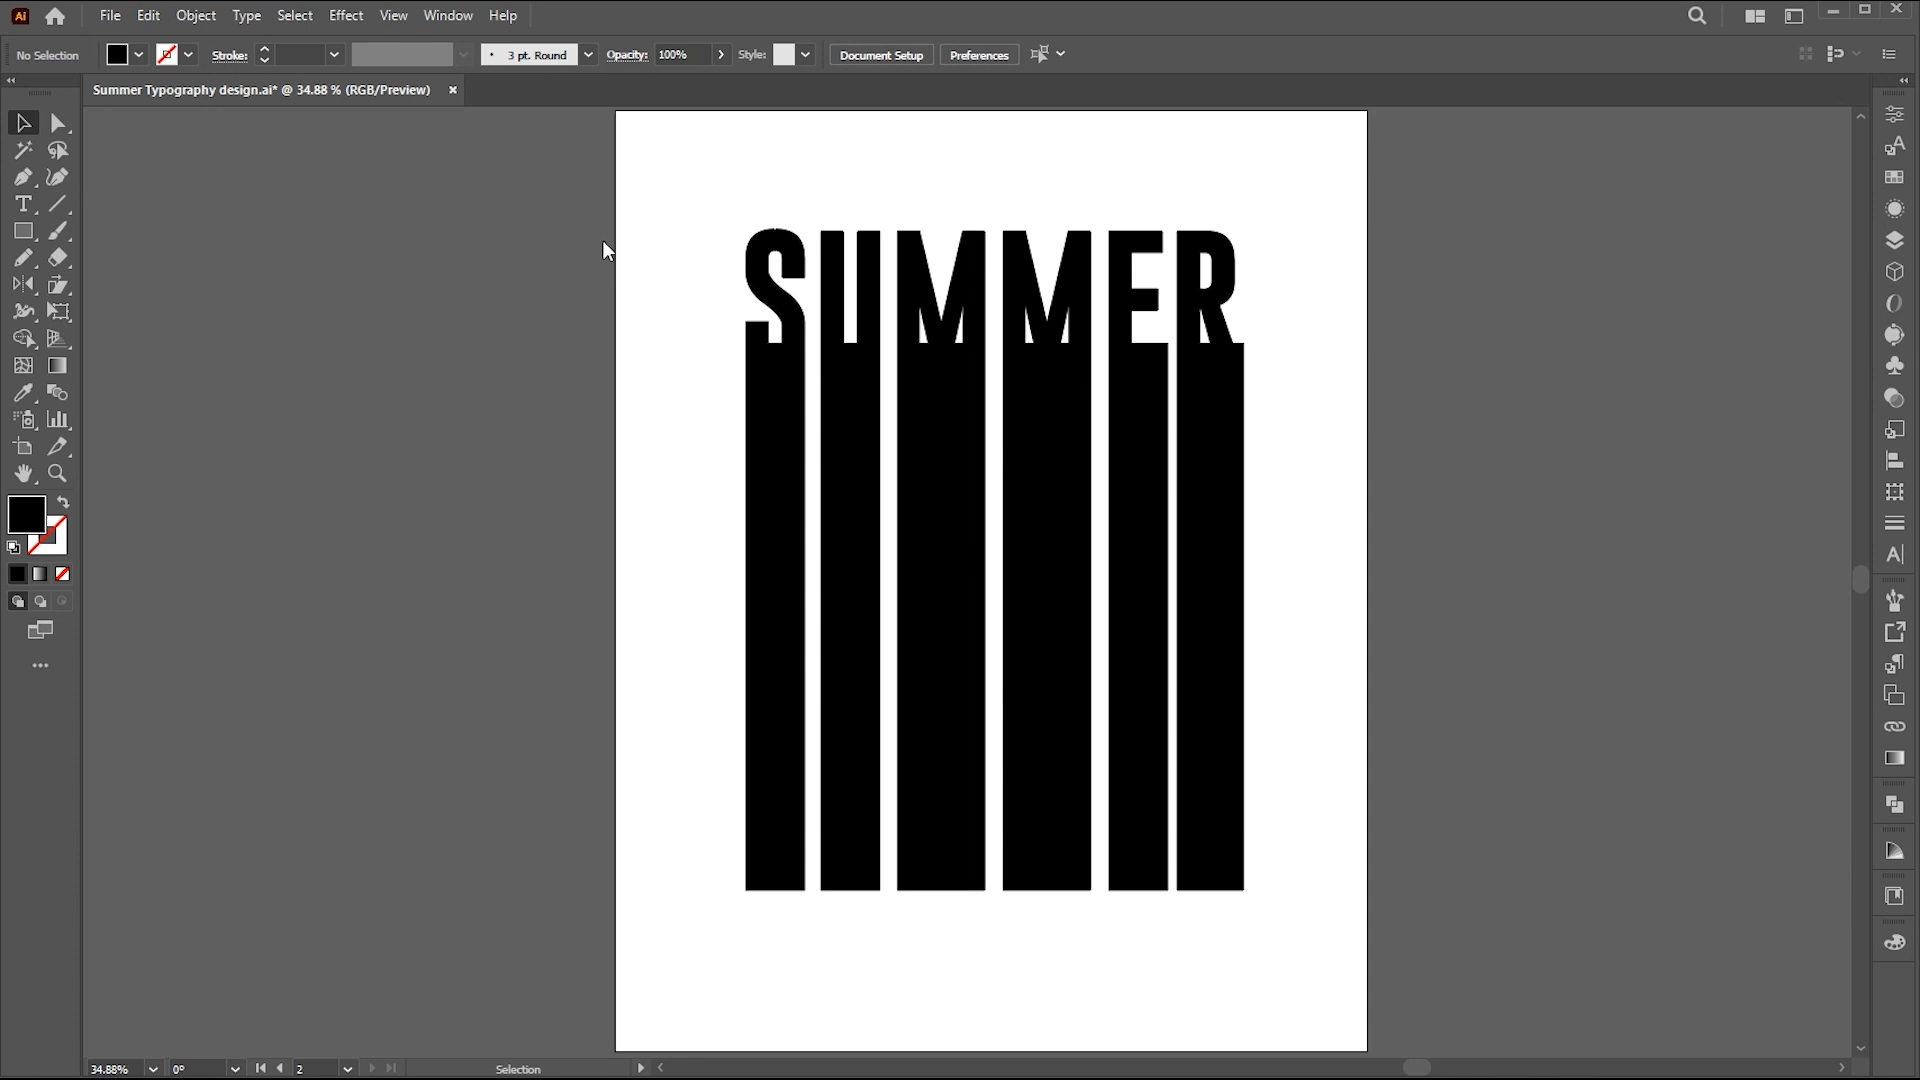 Ai File Edit Object Type Select Effect View Window Help
No Selection Stroke: 3 pt. Round Opacity: 100% Style: Document Setup Preferences
Summer Typography design.ai* @ 34.88 % (RGB/Preview)
SUMMER
34.88% 0° 2 Selection